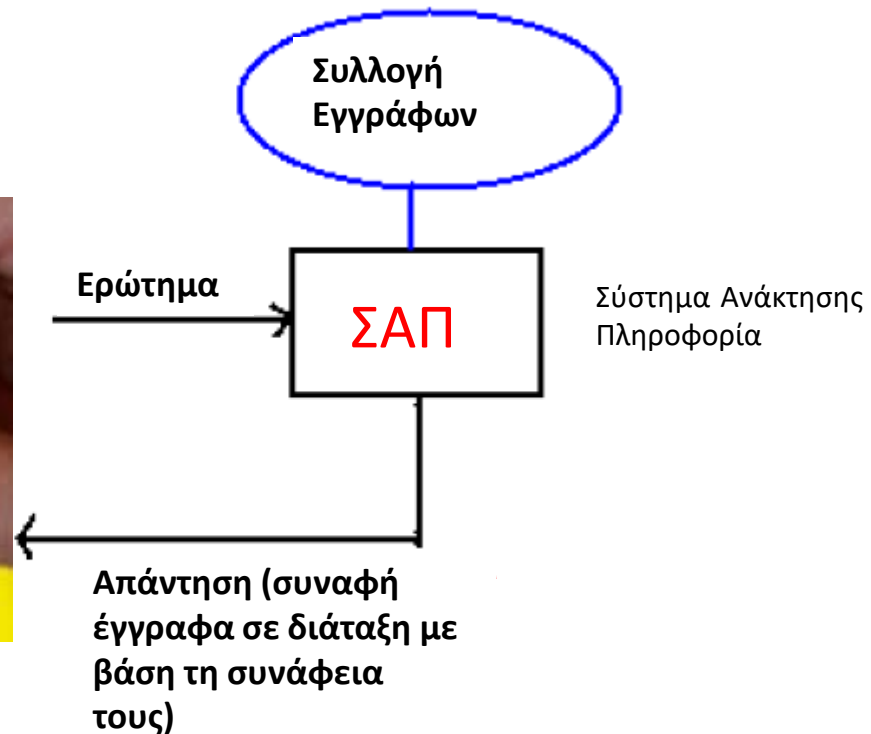 Συλλογή
Εγγράφων
Ερώτημα
ΣΑΠ
Σύστημα Ανάκτησης
Πληροφορία
Απάντηση (συναφή
έγγραφα σε διάταξη με
βάση τη συνάφεια
τους)